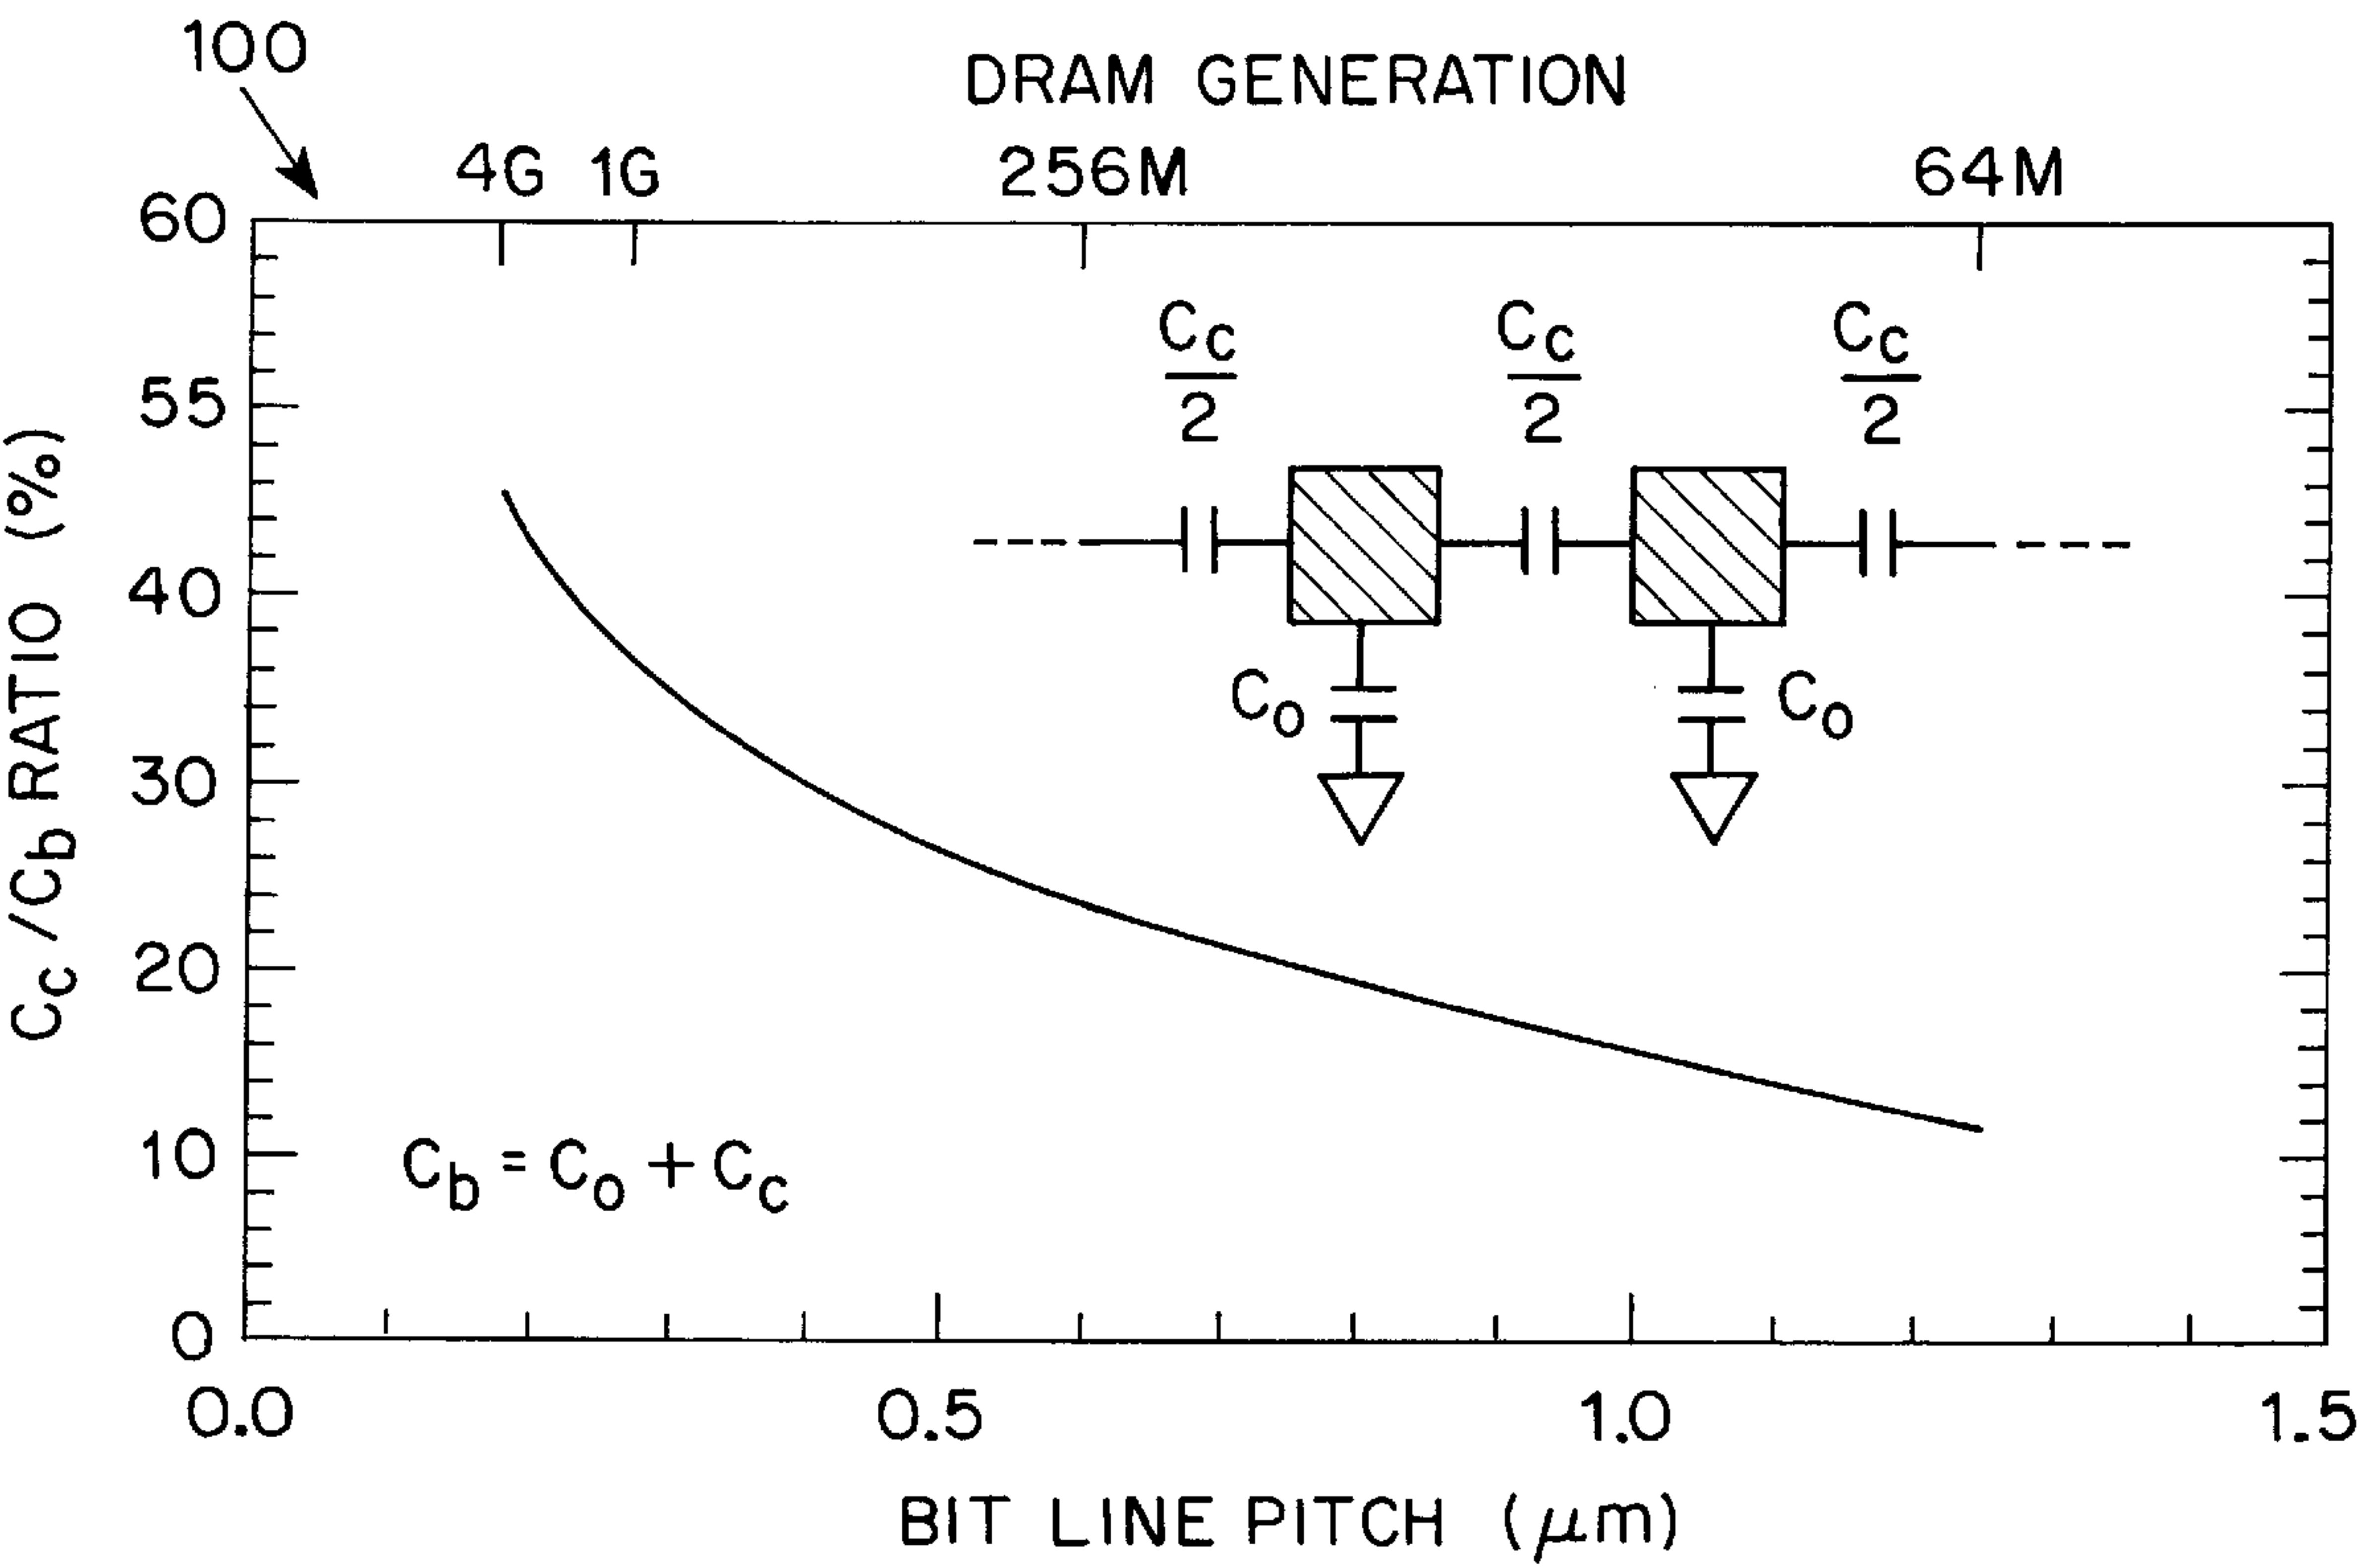 100
DRAM GENERATION
4G 1G 256M 64M
60
55
40
30
20
10
0
Cc/Cb RATIO (%)
Cc/2 Cc/2 Cc/2
Co Co
Cb = Co + Cc
0.0 0.5 1.0 1.5
BIT LINE PITCH (μm)